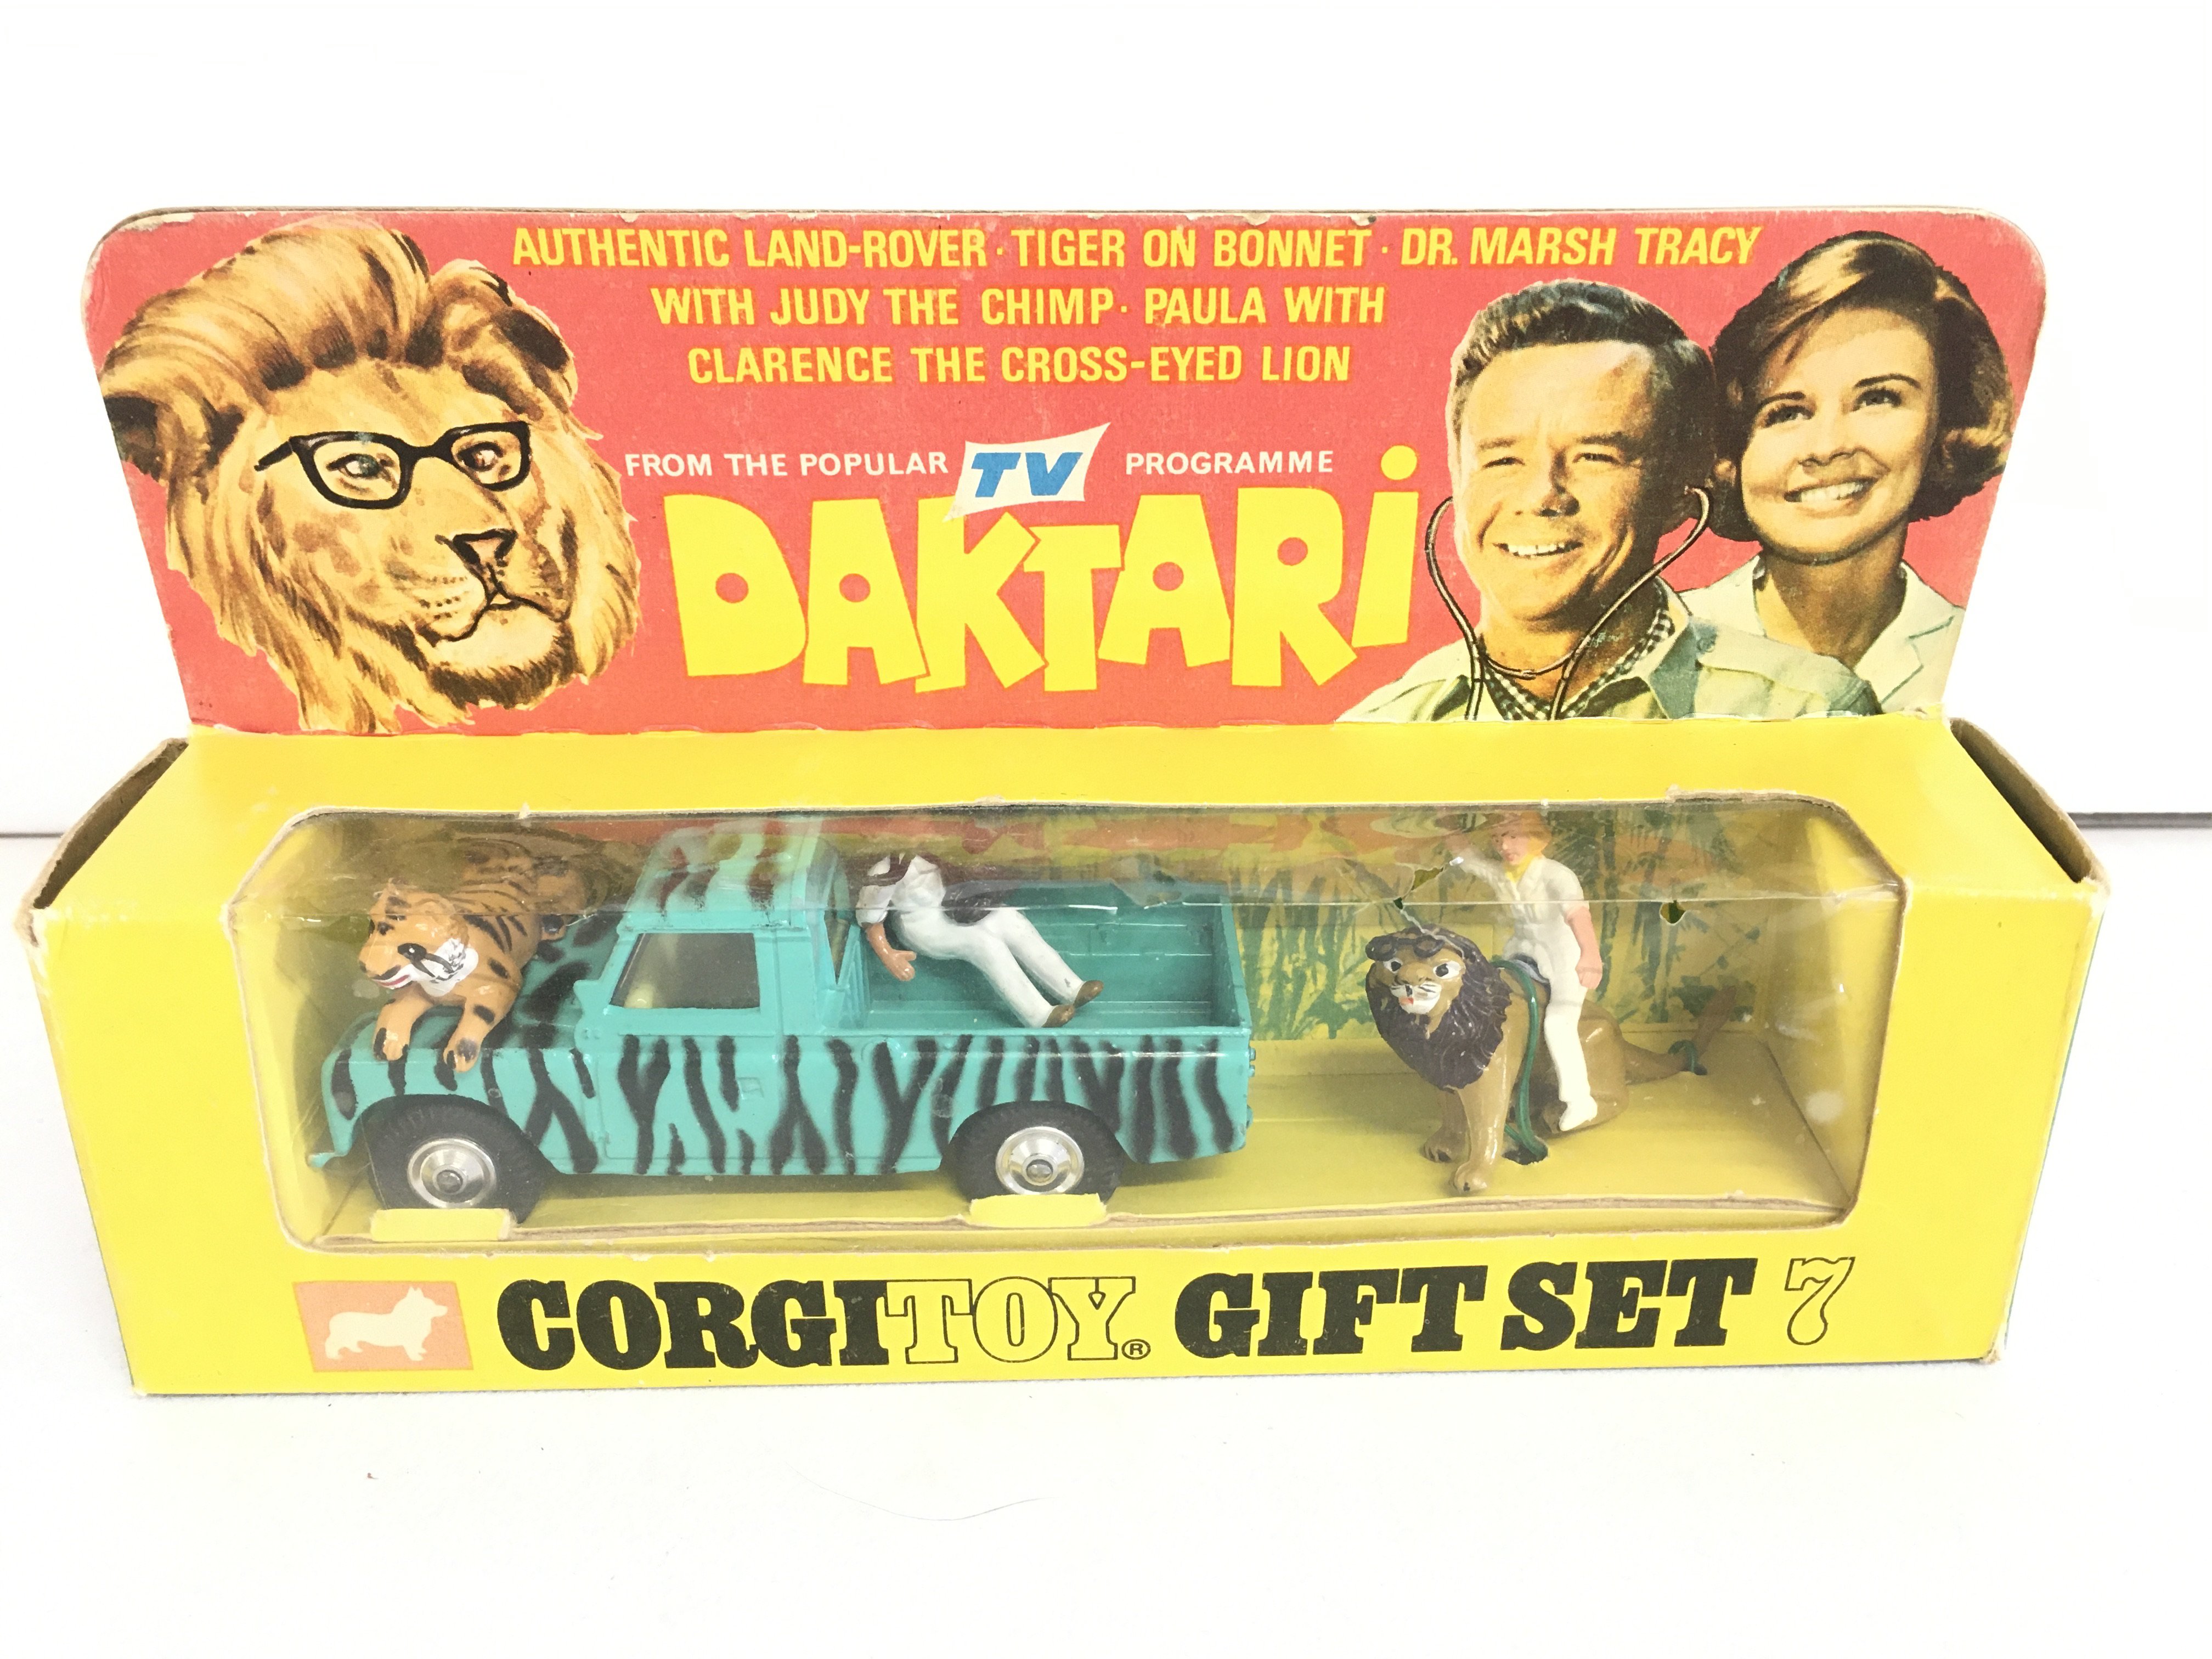 AUTHENTIC LAND-ROVER · TIGER ON BONNET · DR. MARSH TRACY
WITH JUDY THE CHIMP · PAULA WITH
CLARENCE THE CROSS-EYED LION
FROM THE POPULAR TV PROGRAMME
DAKTARi
CORGITOY® GIFT SET 7